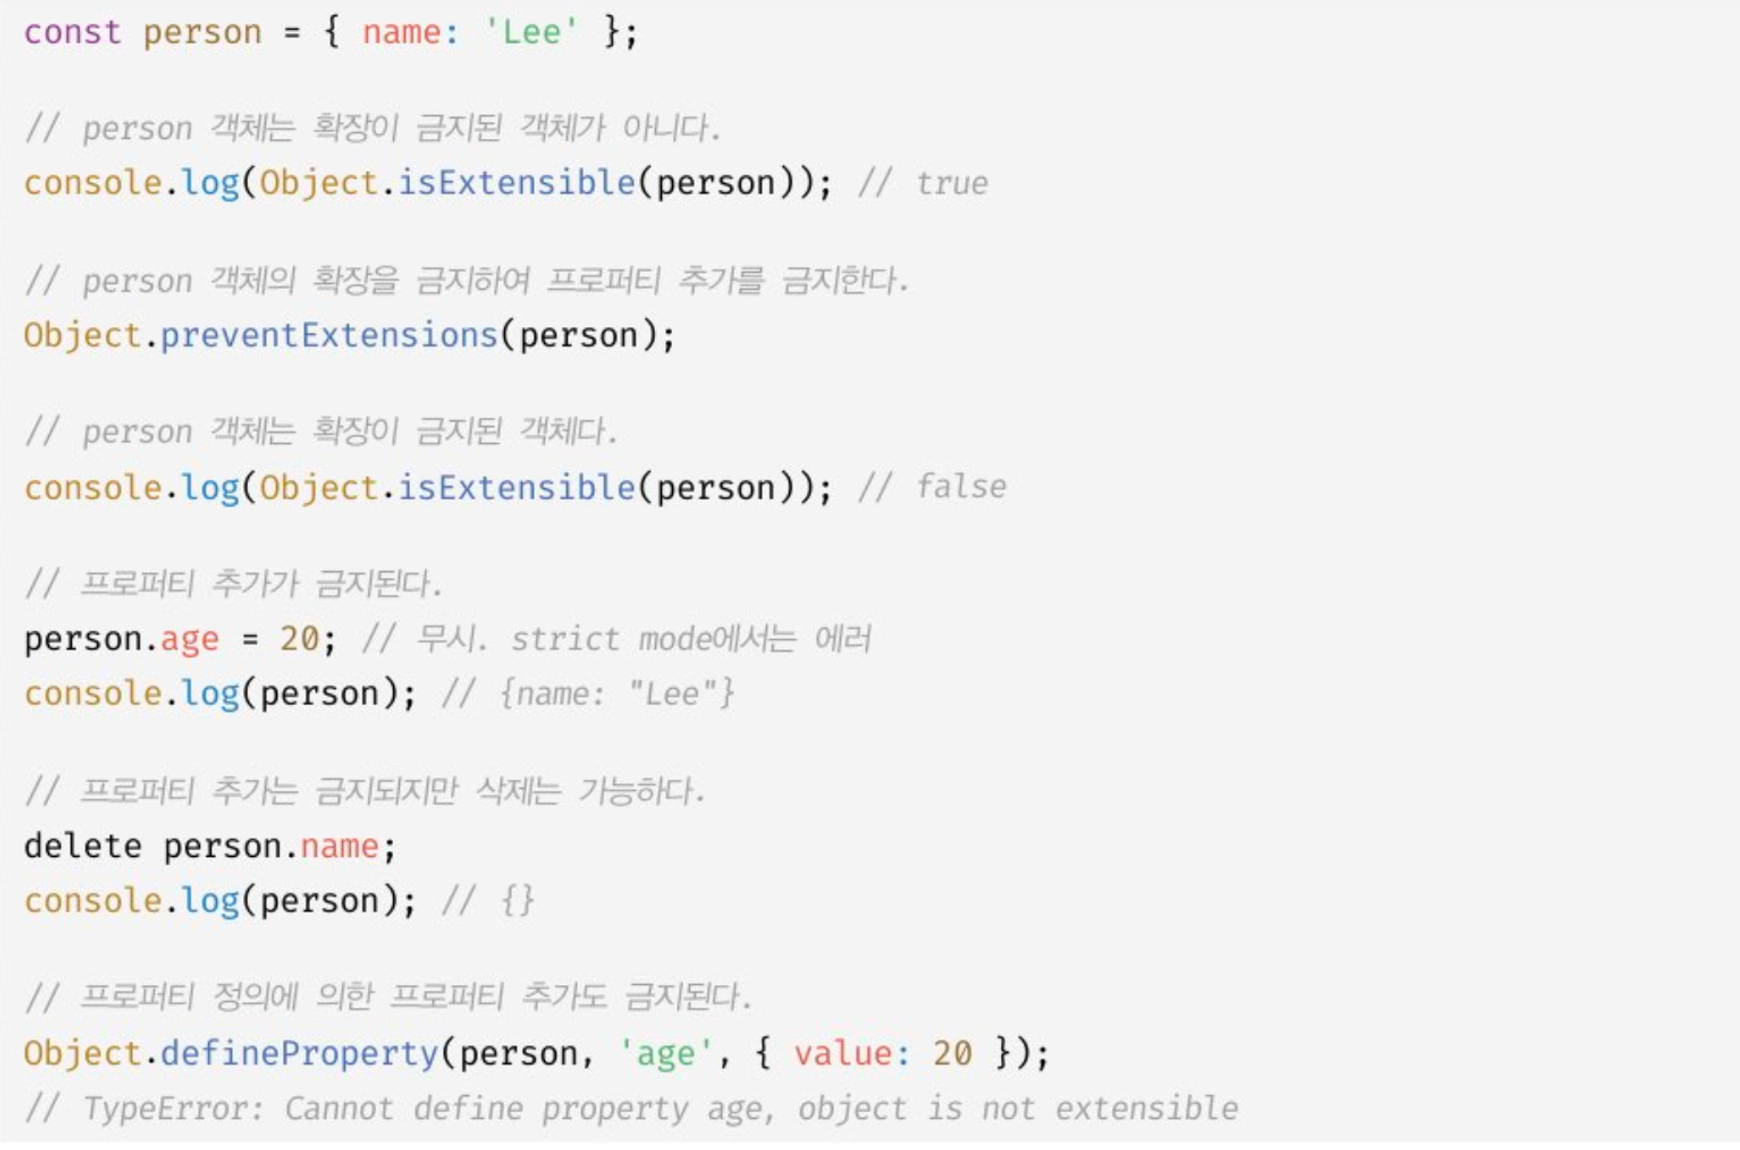 const person = { name: 'Lee' };
// person 객체는 확장이 금지된 객체가 아니다.
console.log(Object.isExtensible(person)); // true
// person 객체의 확장을 금지하여 프로퍼티 추가를 금지한다.
Object.preventExtensions(person);
// person 객체는 확장이 금지된 객체다.
console.log(Object.isExtensible(person)); // false
// 프로퍼티 추가가 금지된다.
person.age = 20; // 무시. strict mode에서는 에러
console.log(person); // {name: "Lee"}
// 프로퍼티 추가는 금지되지만 삭제는 가능하다.
delete person.name;
console.log(person); // {}
// 프로퍼티 정의에 의한 프로퍼티 추가도 금지된다.
Object.defineProperty(person, 'age', { value: 20 });
// TypeError: Cannot define property age, object is not extensible